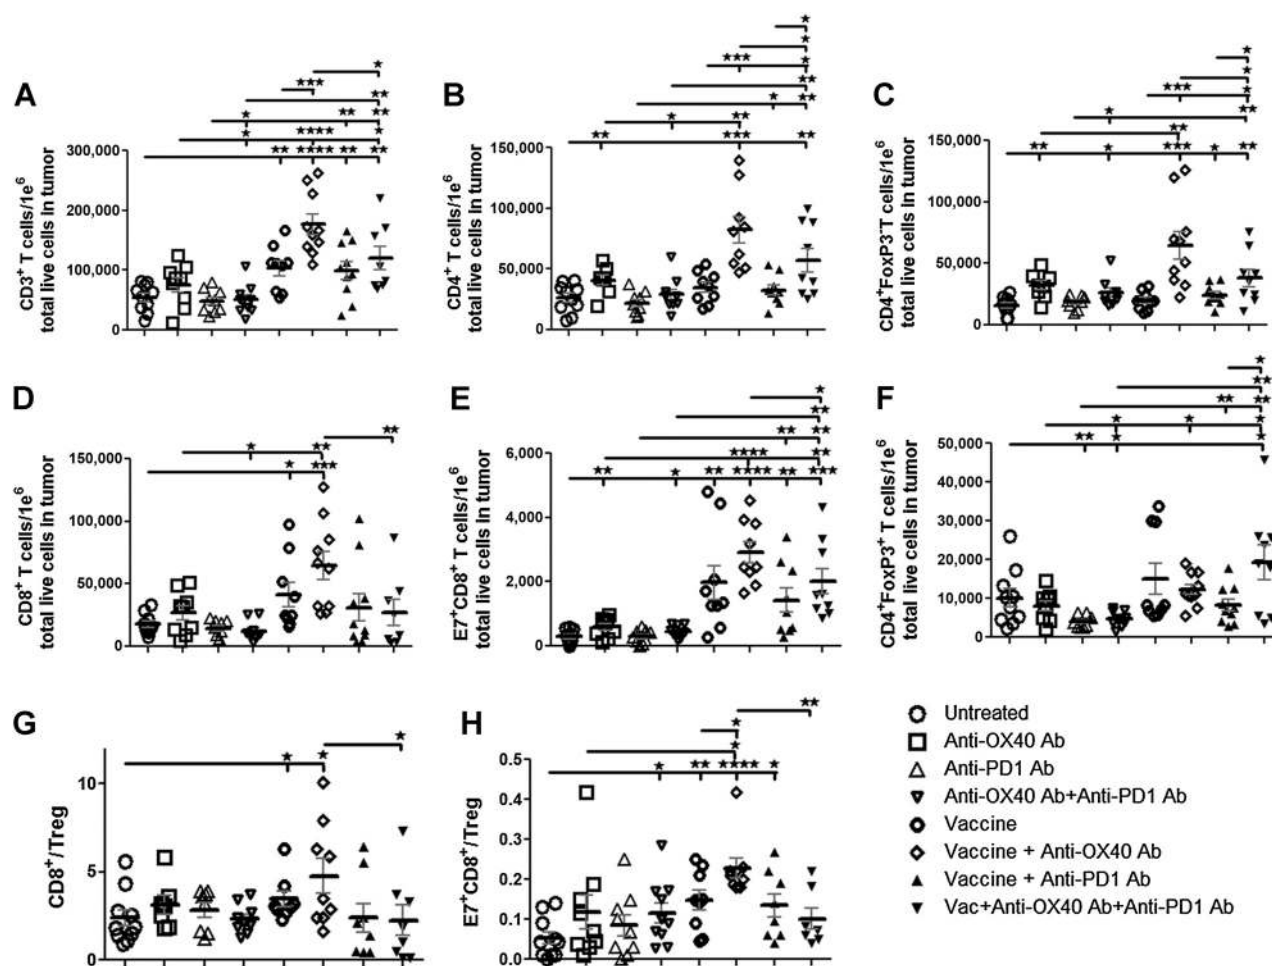 A
CD3+ T cells/1e6
total live cells in tumor
300,000
200,000
100,000
0
B
CD4+ T cells/1e6
total live cells in tumor
150,000
100,000
50,000
0
C
CD4+FoxP3-T cells/1e6
total live cells in tumor
150,000
100,000
50,000
0
D
CD8+ T cells/1e6
total live cells in tumor
150,000
100,000
50,000
0
E
E7+CD8+ T cells/1e6
total live cells in tumor
6,000
4,000
2,000
0
F
CD4+FoxP3+ T cells/1e6
total live cells in tumor
50,000
40,000
30,000
20,000
10,000
0
G
CD8+/Treg
10
5
0
H
E7+CD8+/Treg
0.5
0.4
0.3
0.2
0.1
0.0
Untreated
Anti-OX40 Ab
Anti-PD1 Ab
Anti-OX40 Ab+Anti-PD1 Ab
Vaccine
Vaccine + Anti-OX40 Ab
Vaccine + Anti-PD1 Ab
Vac+Anti-OX40 Ab+Anti-PD1 Ab